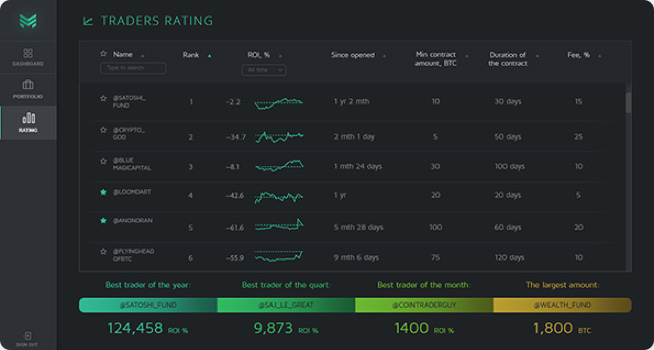 TRADERS RATING
DASHBOARD
PORTFOLIO
RATING
SIGN OUT
Name Rank ROI, % Since opened Min contract amount, BTC Duration of the contract Fee, %
Type to search All time
@SATOSHI_FUND 1 -2.2 1 yr 2 mth 10 30 days 15
@CRYPTO_GOD 2 -34.7 2 mth 1 day 5 50 days 25
@BLUE MAGICAPITAL 3 -8.1 1 mth 24 days 30 100 days 10
@LOOMDART 4 -42.6 1 yr 20 20 days 5
@ANONDRAN 5 -61.6 5 mth 28 days 100 60 days 20
@FLYINGHEAD OFBTC 6 -55.9 9 mth 6 days 75 120 days 10
Best trader of the year: Best trader of the quart: Best trader of the month: The largest amount:
@SATOSHI_FUND @SAJ_LE_GREAT @COINTRADERGUY @WEALTH_FUND
124,458 ROI % 9,873 ROI % 1400 ROI % 1,800 BTC